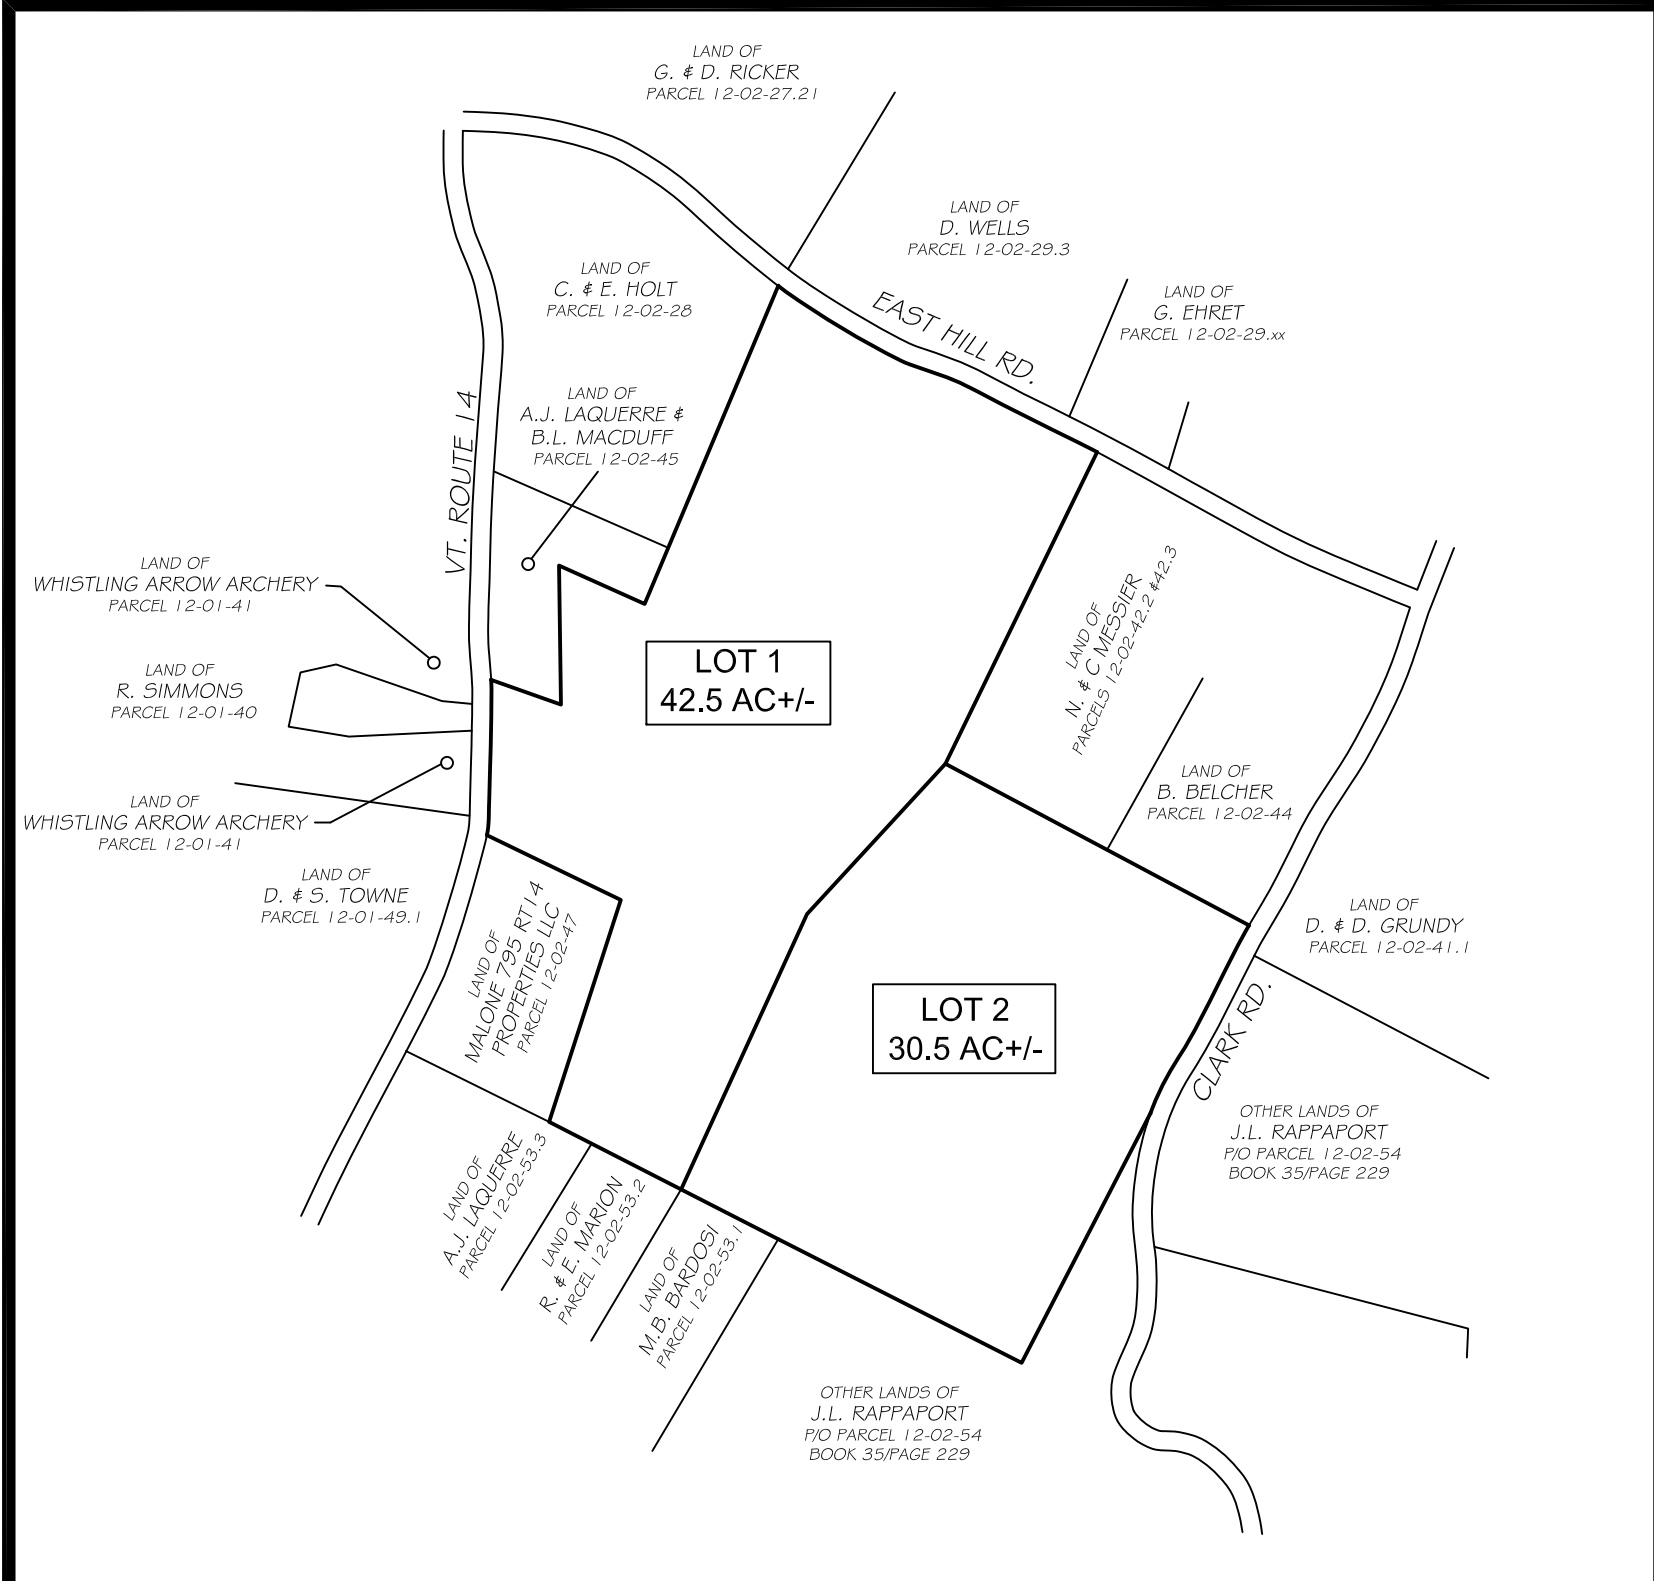 LAND OF
G. & D. RICKER
PARCEL 12-02-27.21
LAND OF
D. WELLS
PARCEL 12-02-29.3
LAND OF
C. & E. HOLT
PARCEL 12-02-28
EAST HILL RD.
LAND OF
G. EHRET
PARCEL 12-02-29.xx
LAND OF
A.J. LAQUERRE &
B.L. MACDUFF
PARCEL 12-02-45
VT. ROUTE 14
LAND OF
WHISTLING ARROW ARCHERY
PARCEL 12-01-41
LAND OF
R. SIMMONS
PARCEL 12-01-40
LOT 1
42.5 AC+/-
LAND OF
N. & C MESSIER
PARCELS 12-02-42.2 &42.3
LAND OF
B. BELCHER
PARCEL 12-02-44
LAND OF
WHISTLING ARROW ARCHERY
PARCEL 12-01-41
LAND OF
D. & S. TOWNE
PARCEL 12-01-49.1
LAND OF
MALONE 795 RT14
PROPERTIES LLC
PARCEL 12-02-47
LAND OF
D. & D. GRUNDY
PARCEL 12-02-41.1
LOT 2
30.5 AC+/-
CLARK RD.
OTHER LANDS OF
J.L. RAPPAPORT
P/O PARCEL 12-02-54
BOOK 35/PAGE 229
LAND OF
A.J. LAQUERRE
PARCEL 12-02-53.3
LAND OF
R. & E. MARION
PARCEL 12-02-53.2
LAND OF
M.B. BARDOSI
PARCEL 12-02-53.1
OTHER LANDS OF
J.L. RAPPAPORT
P/O PARCEL 12-02-54
BOOK 35/PAGE 229